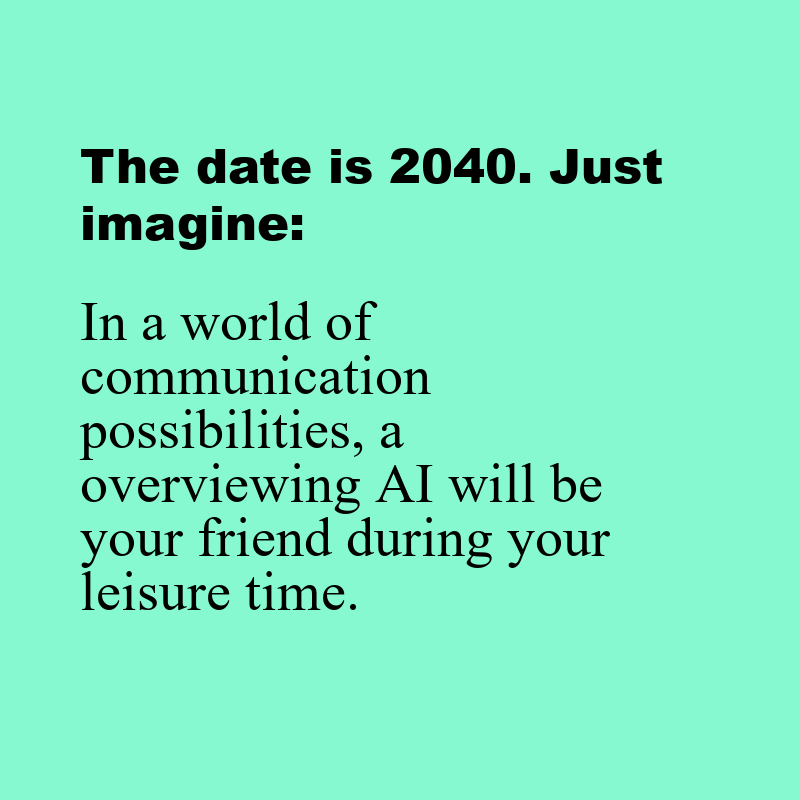 The date is 2040. Just
imagine:
In a world of
communication
possibilities, a
overviewing AI will be
your friend during your
leisure time.